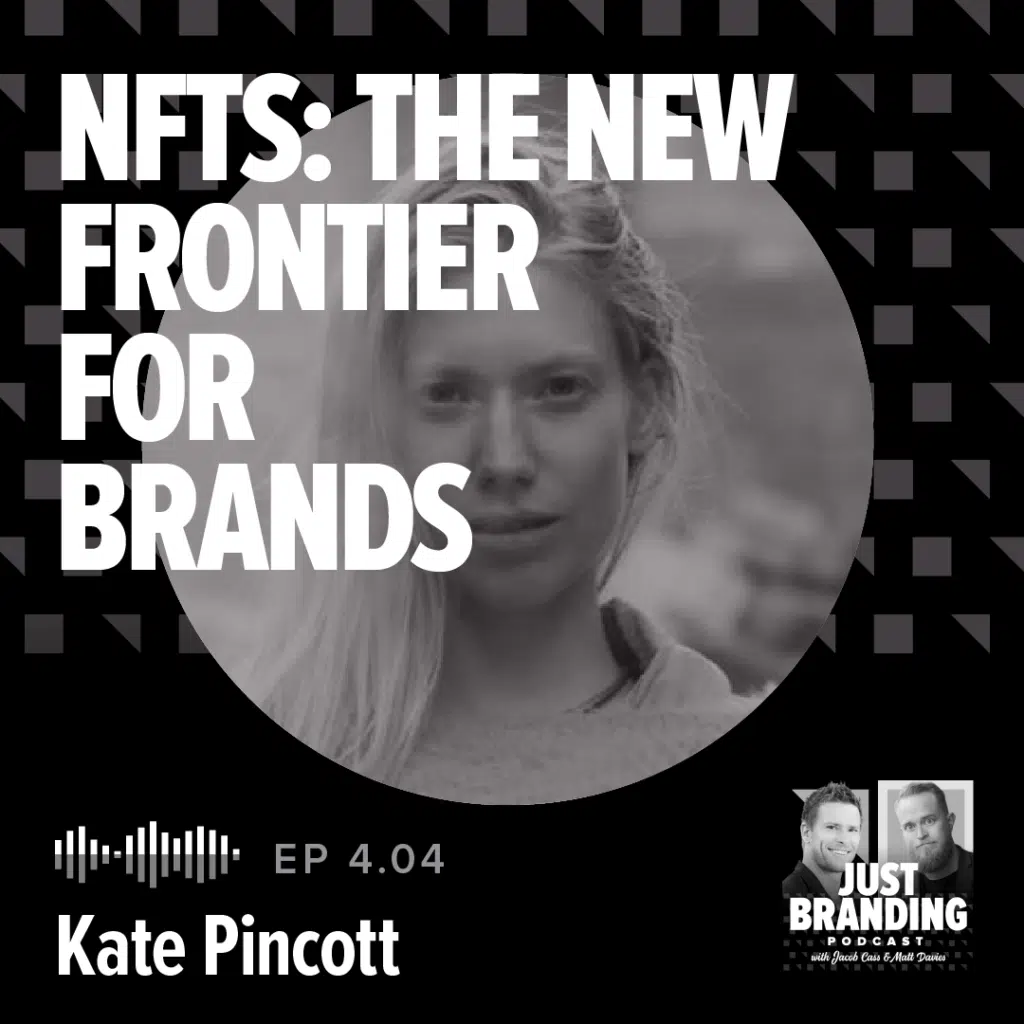 NFTS: THE NEW
FRONTIER
FOR
BRANDS
EP 4.04
Kate Pincott
JUST
BRANDING
PODCAST
with Jacob Cass & Matt Davies